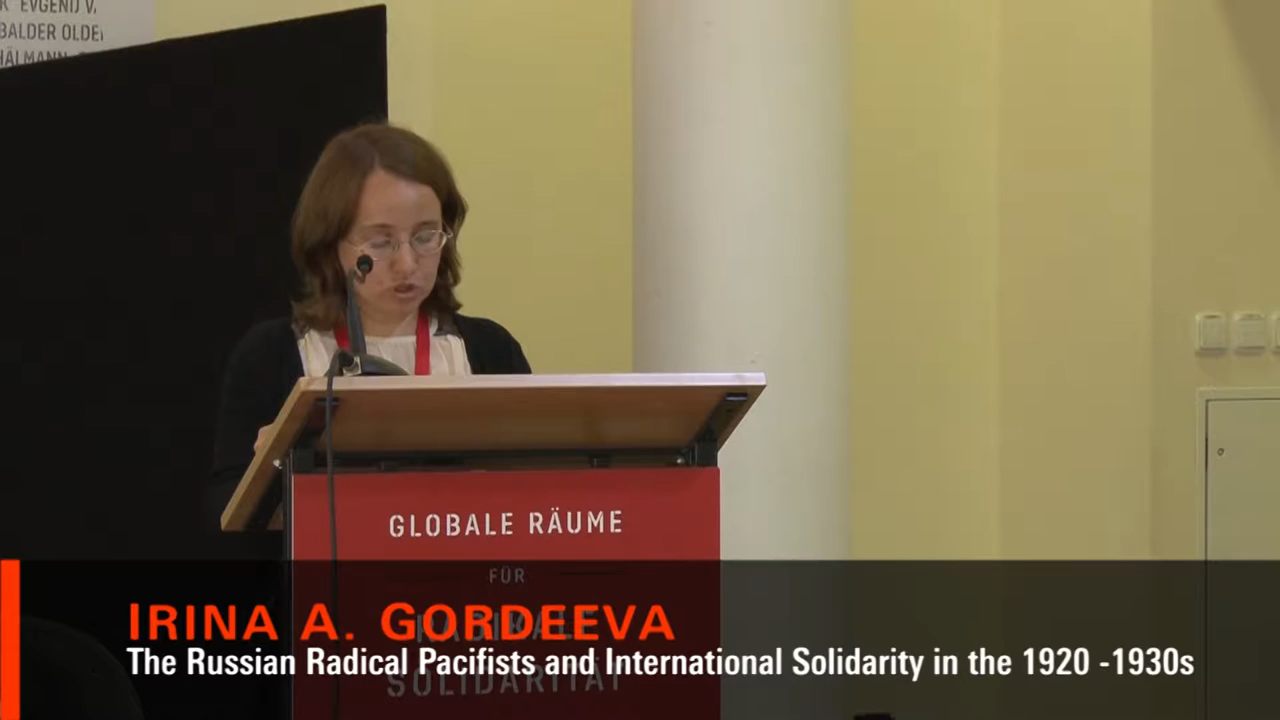 EVGENIJ V.
BALDER
GLOBALE RÄUME
FÜR
RADIKALE
SOLIDARITÄT
IRINA A. GORDEEVA
The Russian Radical Pacifists and International Solidarity in the 1920 -1930s